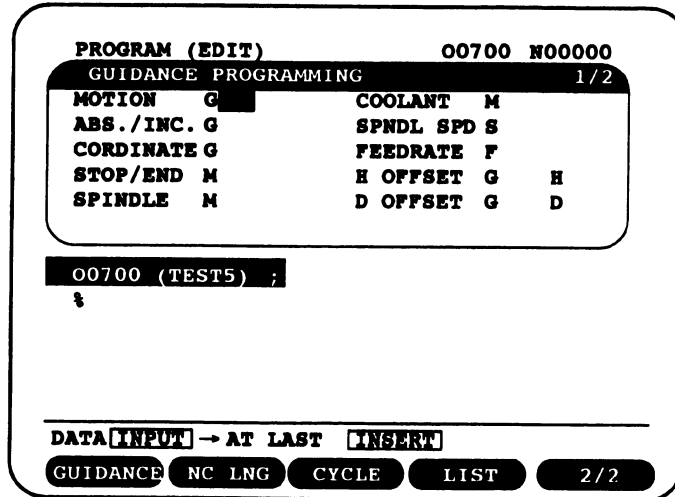 PROGRAM (EDIT) O0700 N00000
GUIDANCE PROGRAMMING 1/2
MOTION G COOLANT M
ABS./INC. G SPNDL SPD S
CORDINATE G FEEDRATE F
STOP/END M H OFFSET G H
SPINDLE M D OFFSET G D
O0700 (TEST5) ;
%
DATA INPUT → AT LAST INSERT
GUIDANCE NC LNG CYCLE LIST 2/2